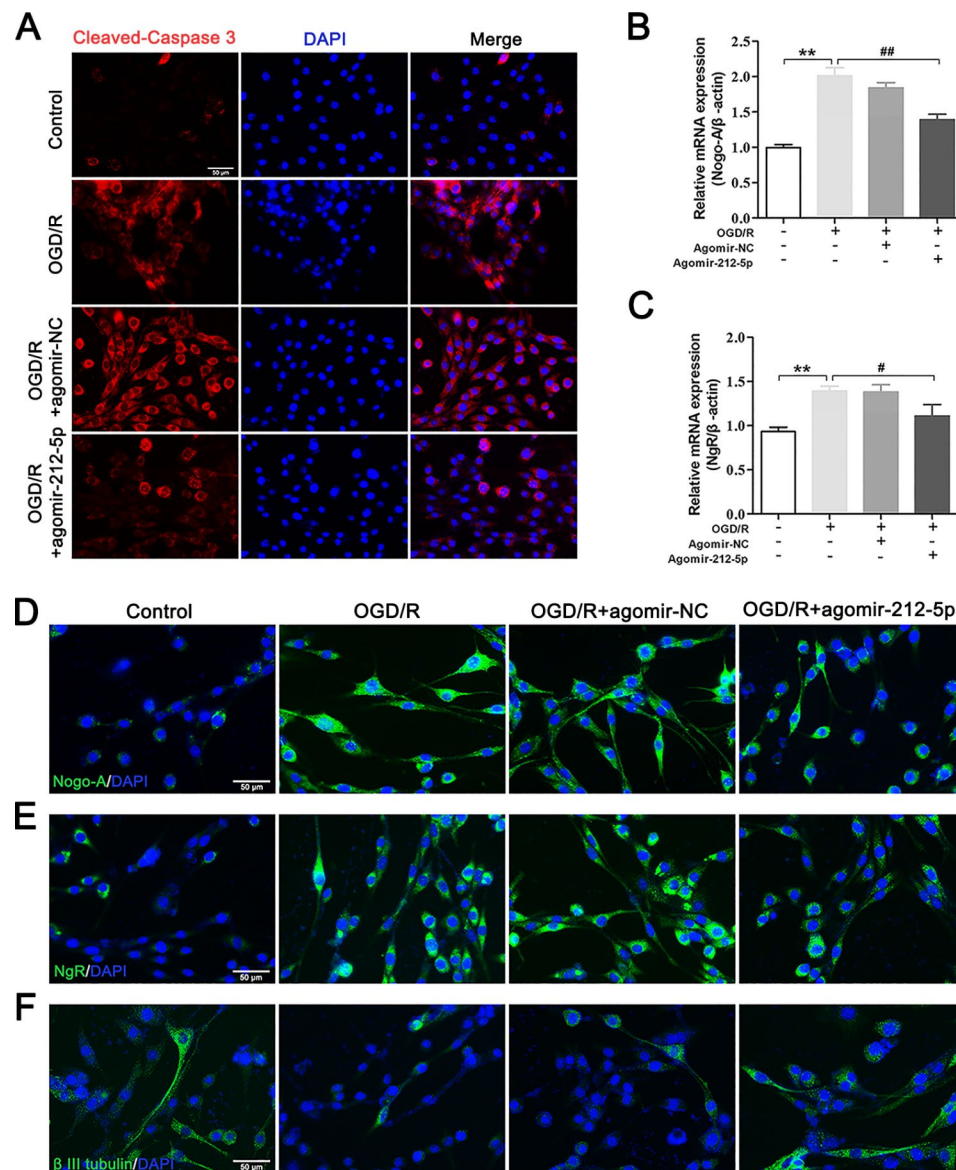 A
Cleaved-Caspase 3
DAPI
Merge
Control
50 μm
OGD/R
OGD/R
+agomir-NC
OGD/R
+agomir-212-5p
B
Relative mRNA expression
(Nogo-A/β -actin)
2.5
2.0
1.5
1.0
0.5
0.0
**
##
OGD/R - + + +
Agomir-NC - - + -
Agomir-212-5p - - - +
C
Relative mRNA expression
(NgR/β -actin)
2.0
1.5
1.0
0.5
0.0
**
#
OGD/R - + + +
Agomir-NC - - + -
Agomir-212-5p - - - +
D
Control
OGD/R
OGD/R+agomir-NC
OGD/R+agomir-212-5p
Nogo-A/DAPI
50 μm
E
NgR/DAPI
50 μm
F
β III tubulin/DAPI
50 μm